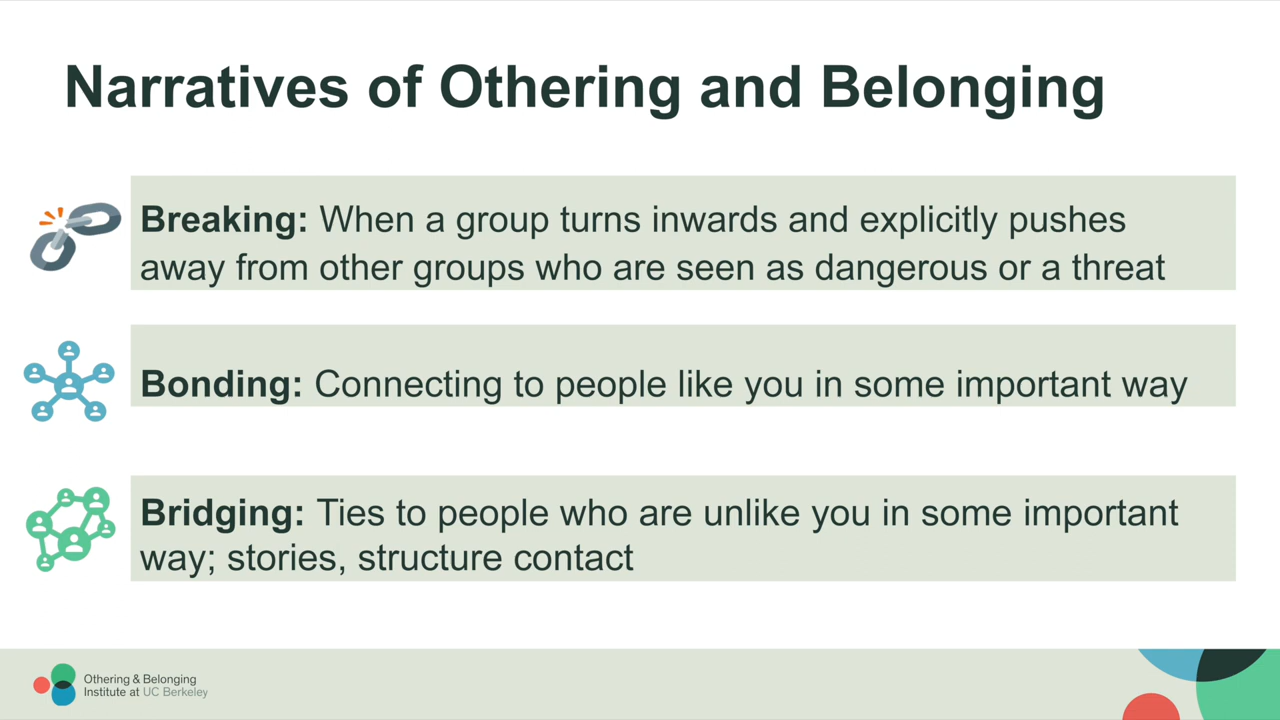 Narratives of Othering and Belonging
Breaking: When a group turns inwards and explicitly pushes
away from other groups who are seen as dangerous or a threat
Bonding: Connecting to people like you in some important way
Bridging: Ties to people who are unlike you in some important
way; stories, structure contact
Othering & Belonging
Institute at UC Berkeley